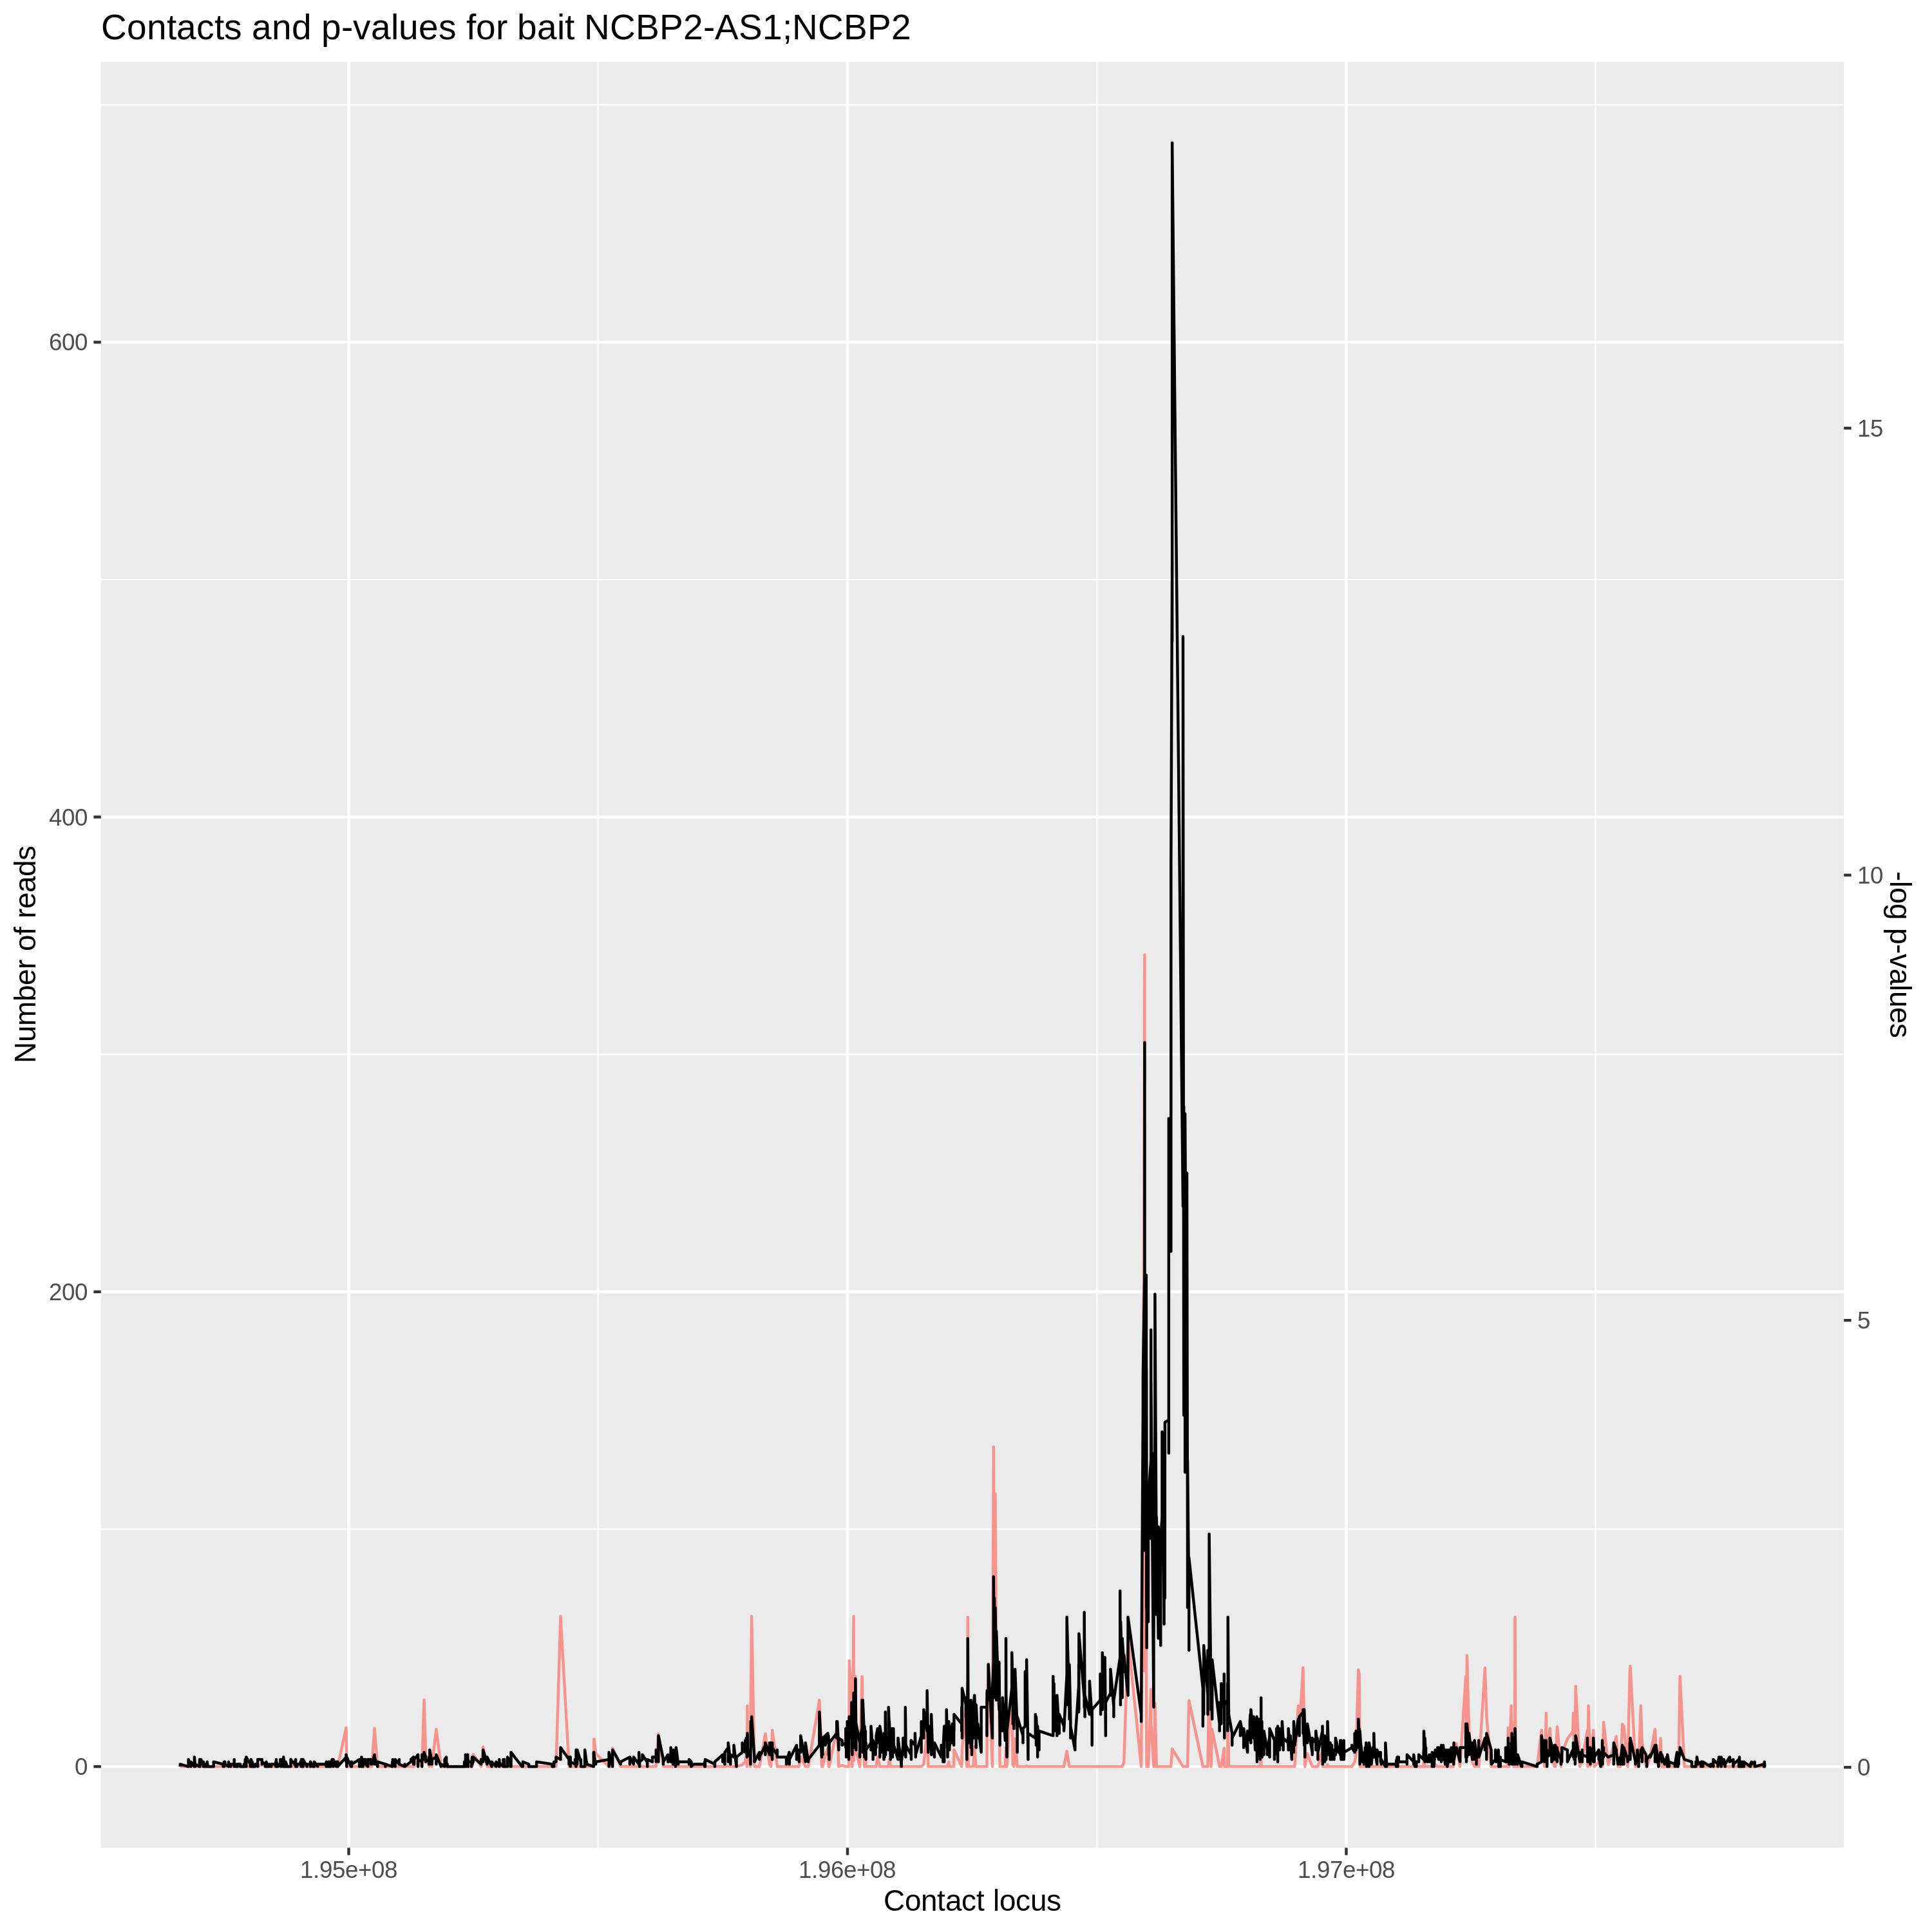 Contacts and p-values for bait NCBP2-AS1;NCBP2
600
400
200
0
Number of reads
15
10
5
0
-log p-values
1.95e+08
1.96e+08
1.97e+08
Contact locus